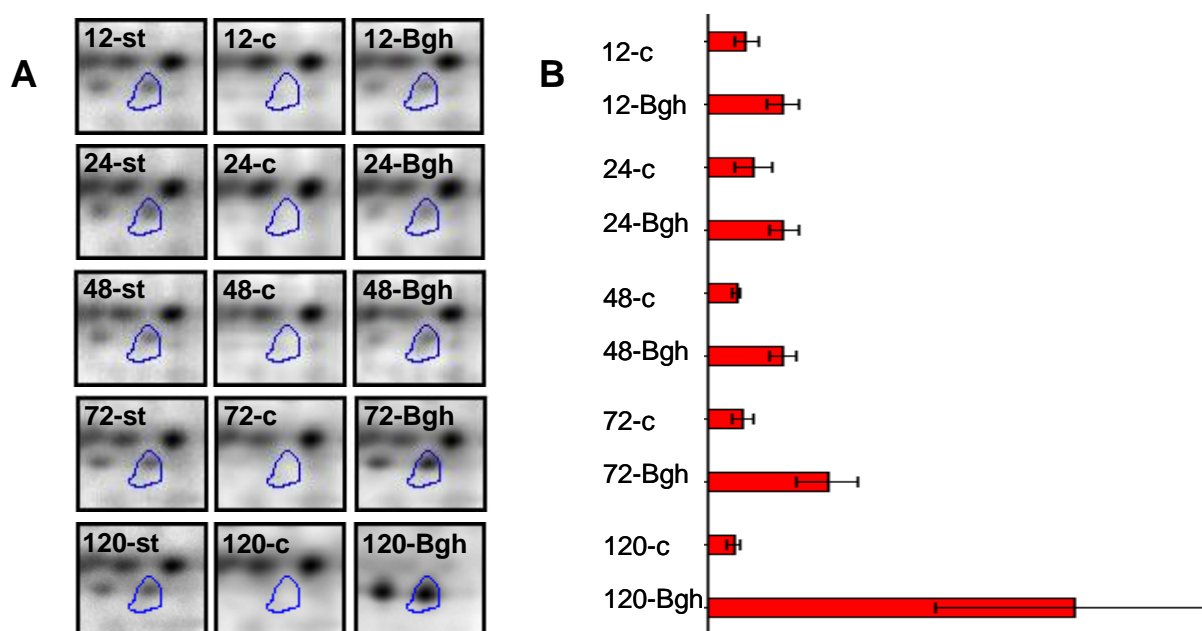 A
12-st
12-c
12-Bgh
24-st
24-c
24-Bgh
48-st
48-c
48-Bgh
72-st
72-c
72-Bgh
120-st
120-c
120-Bgh
B
12-c
12-Bgh
24-c
24-Bgh
48-c
48-Bgh
72-c
72-Bgh
120-c
120-Bgh